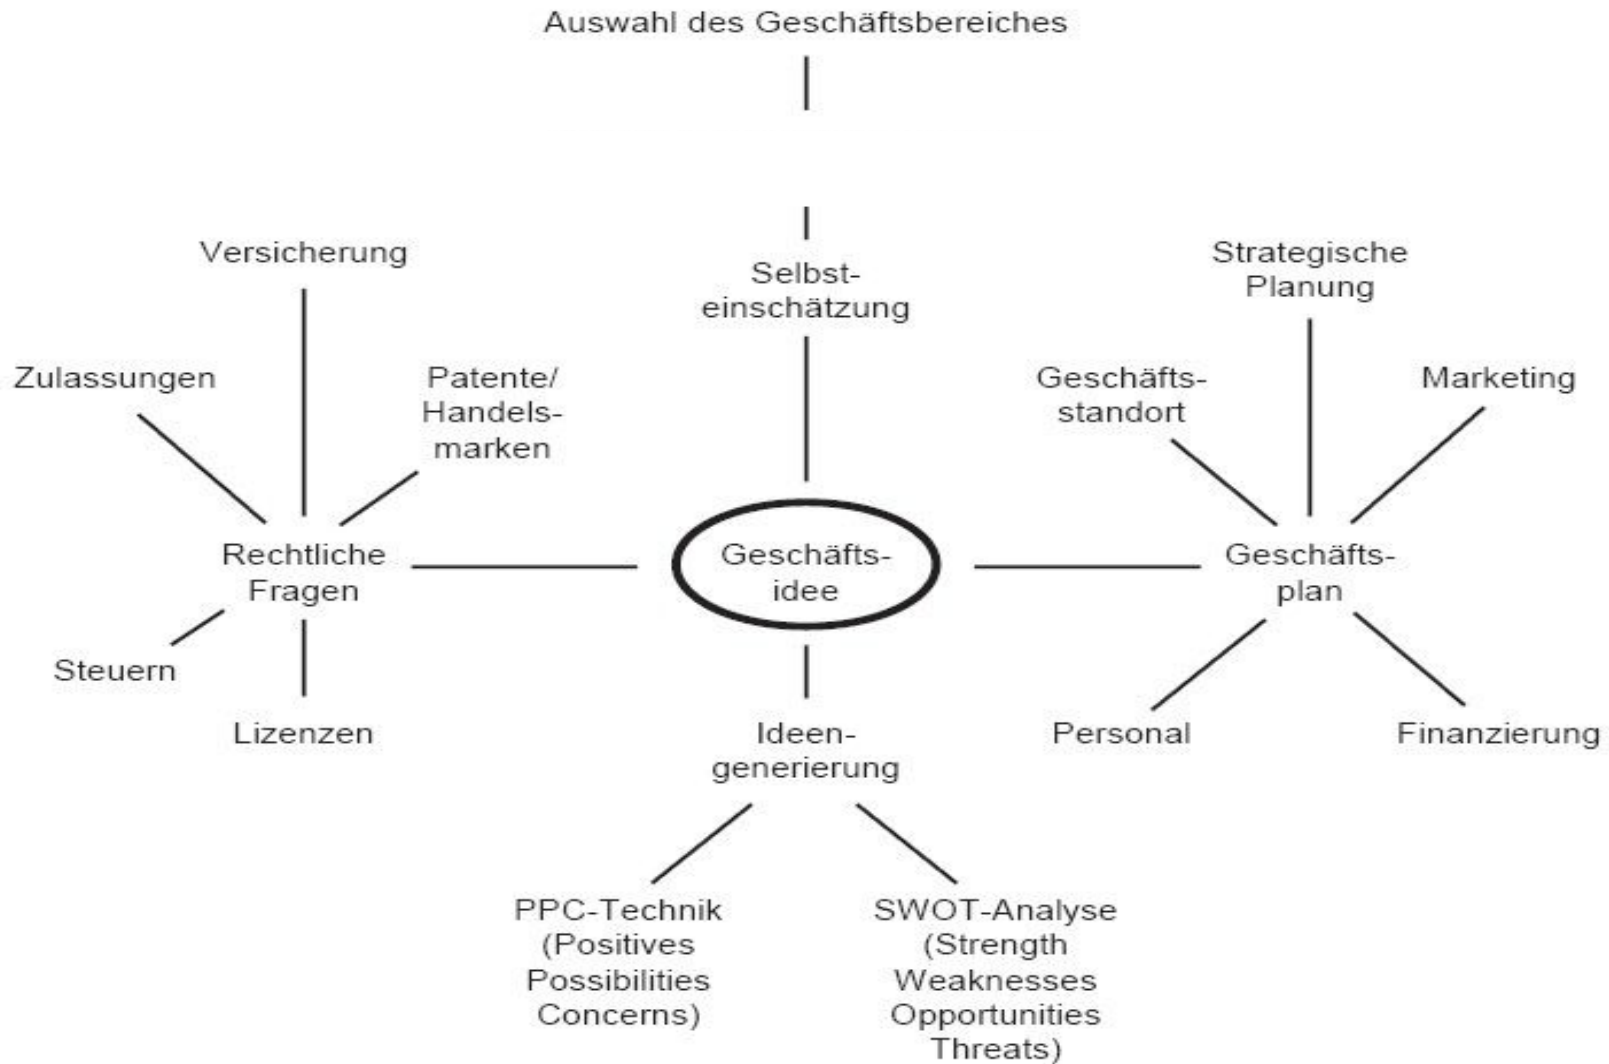 Auswahl des Geschäftsbereiches
Versicherung
Selbst-
einschätzung
Strategische
Planung
Zulassungen
Patente/
Handels-
marken
Geschäfts-
standort
Marketing
Rechtliche
Fragen
Geschäfts-
idee
Geschäfts-
plan
Steuern
Lizenzen
Ideen-
generierung
Personal
Finanzierung
PPC-Technik
(Positives
Possibilities
Concerns)
SWOT-Analyse
(Strength
Weaknesses
Opportunities
Threats)